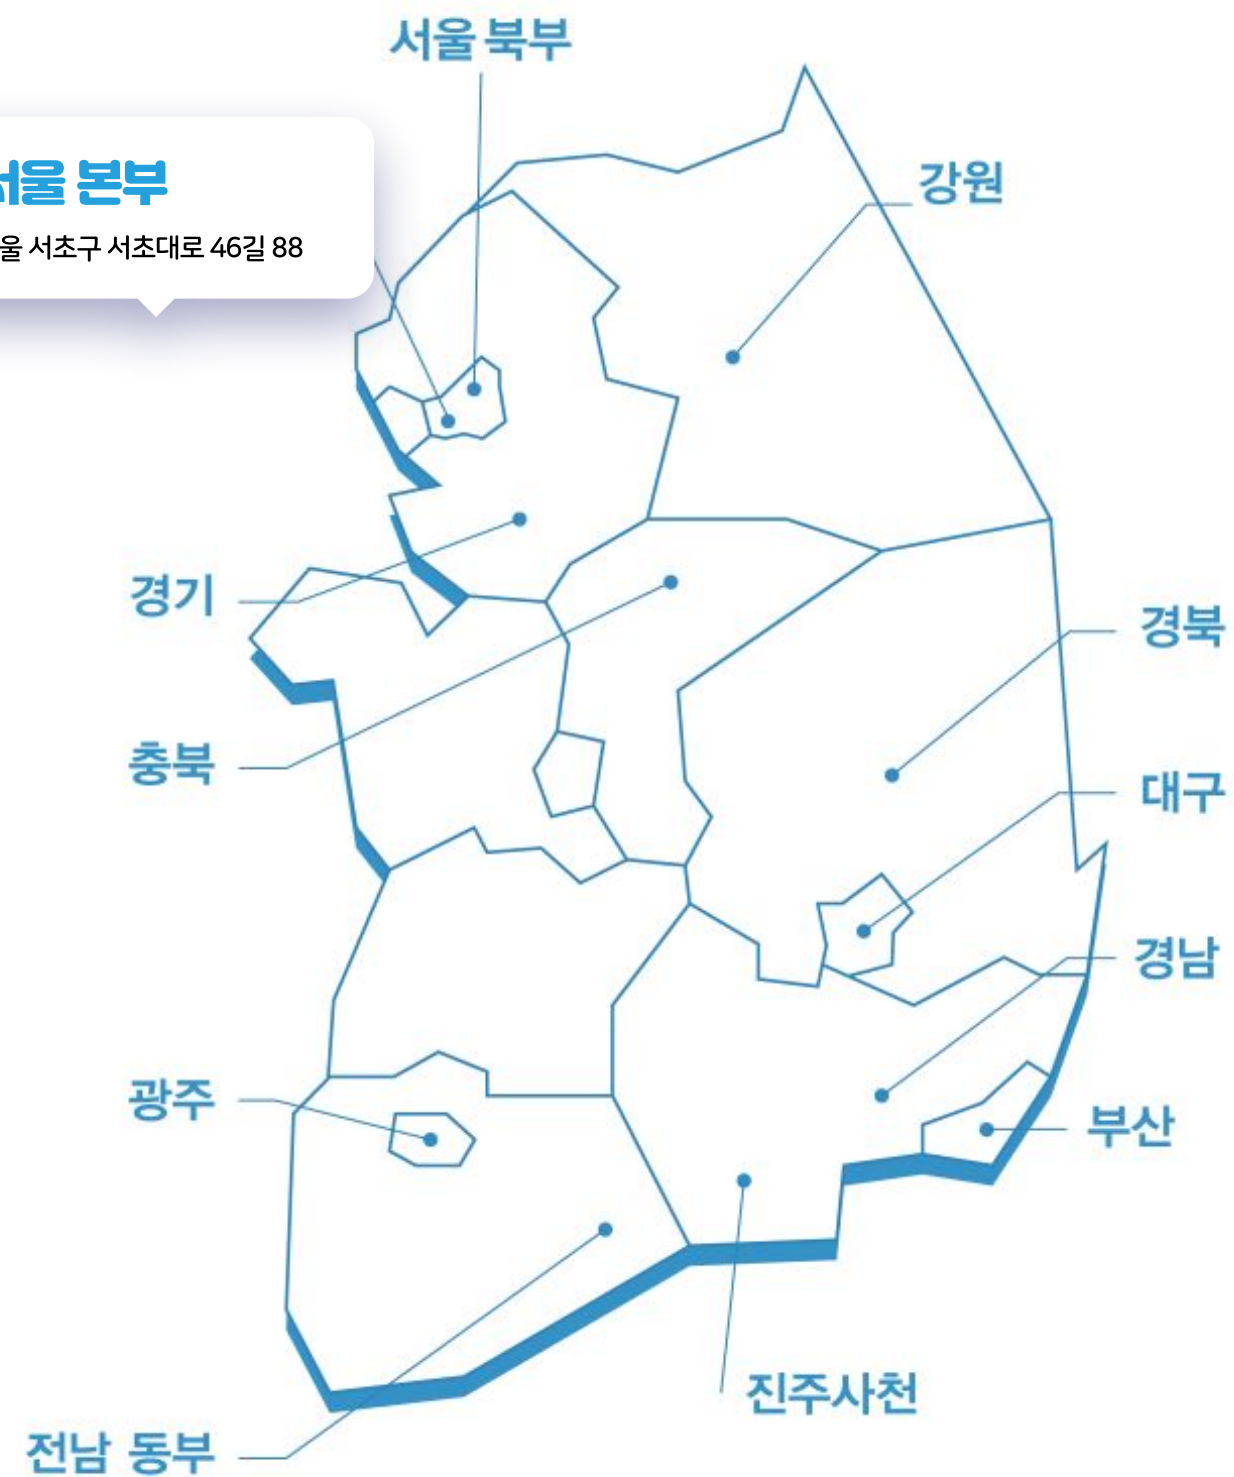 서울 북부
서울 본부
울 서초구 서초대로 46길 88
강원
경기
경북
충북
대구
경남
광주
부산
진주사천
전남 동부